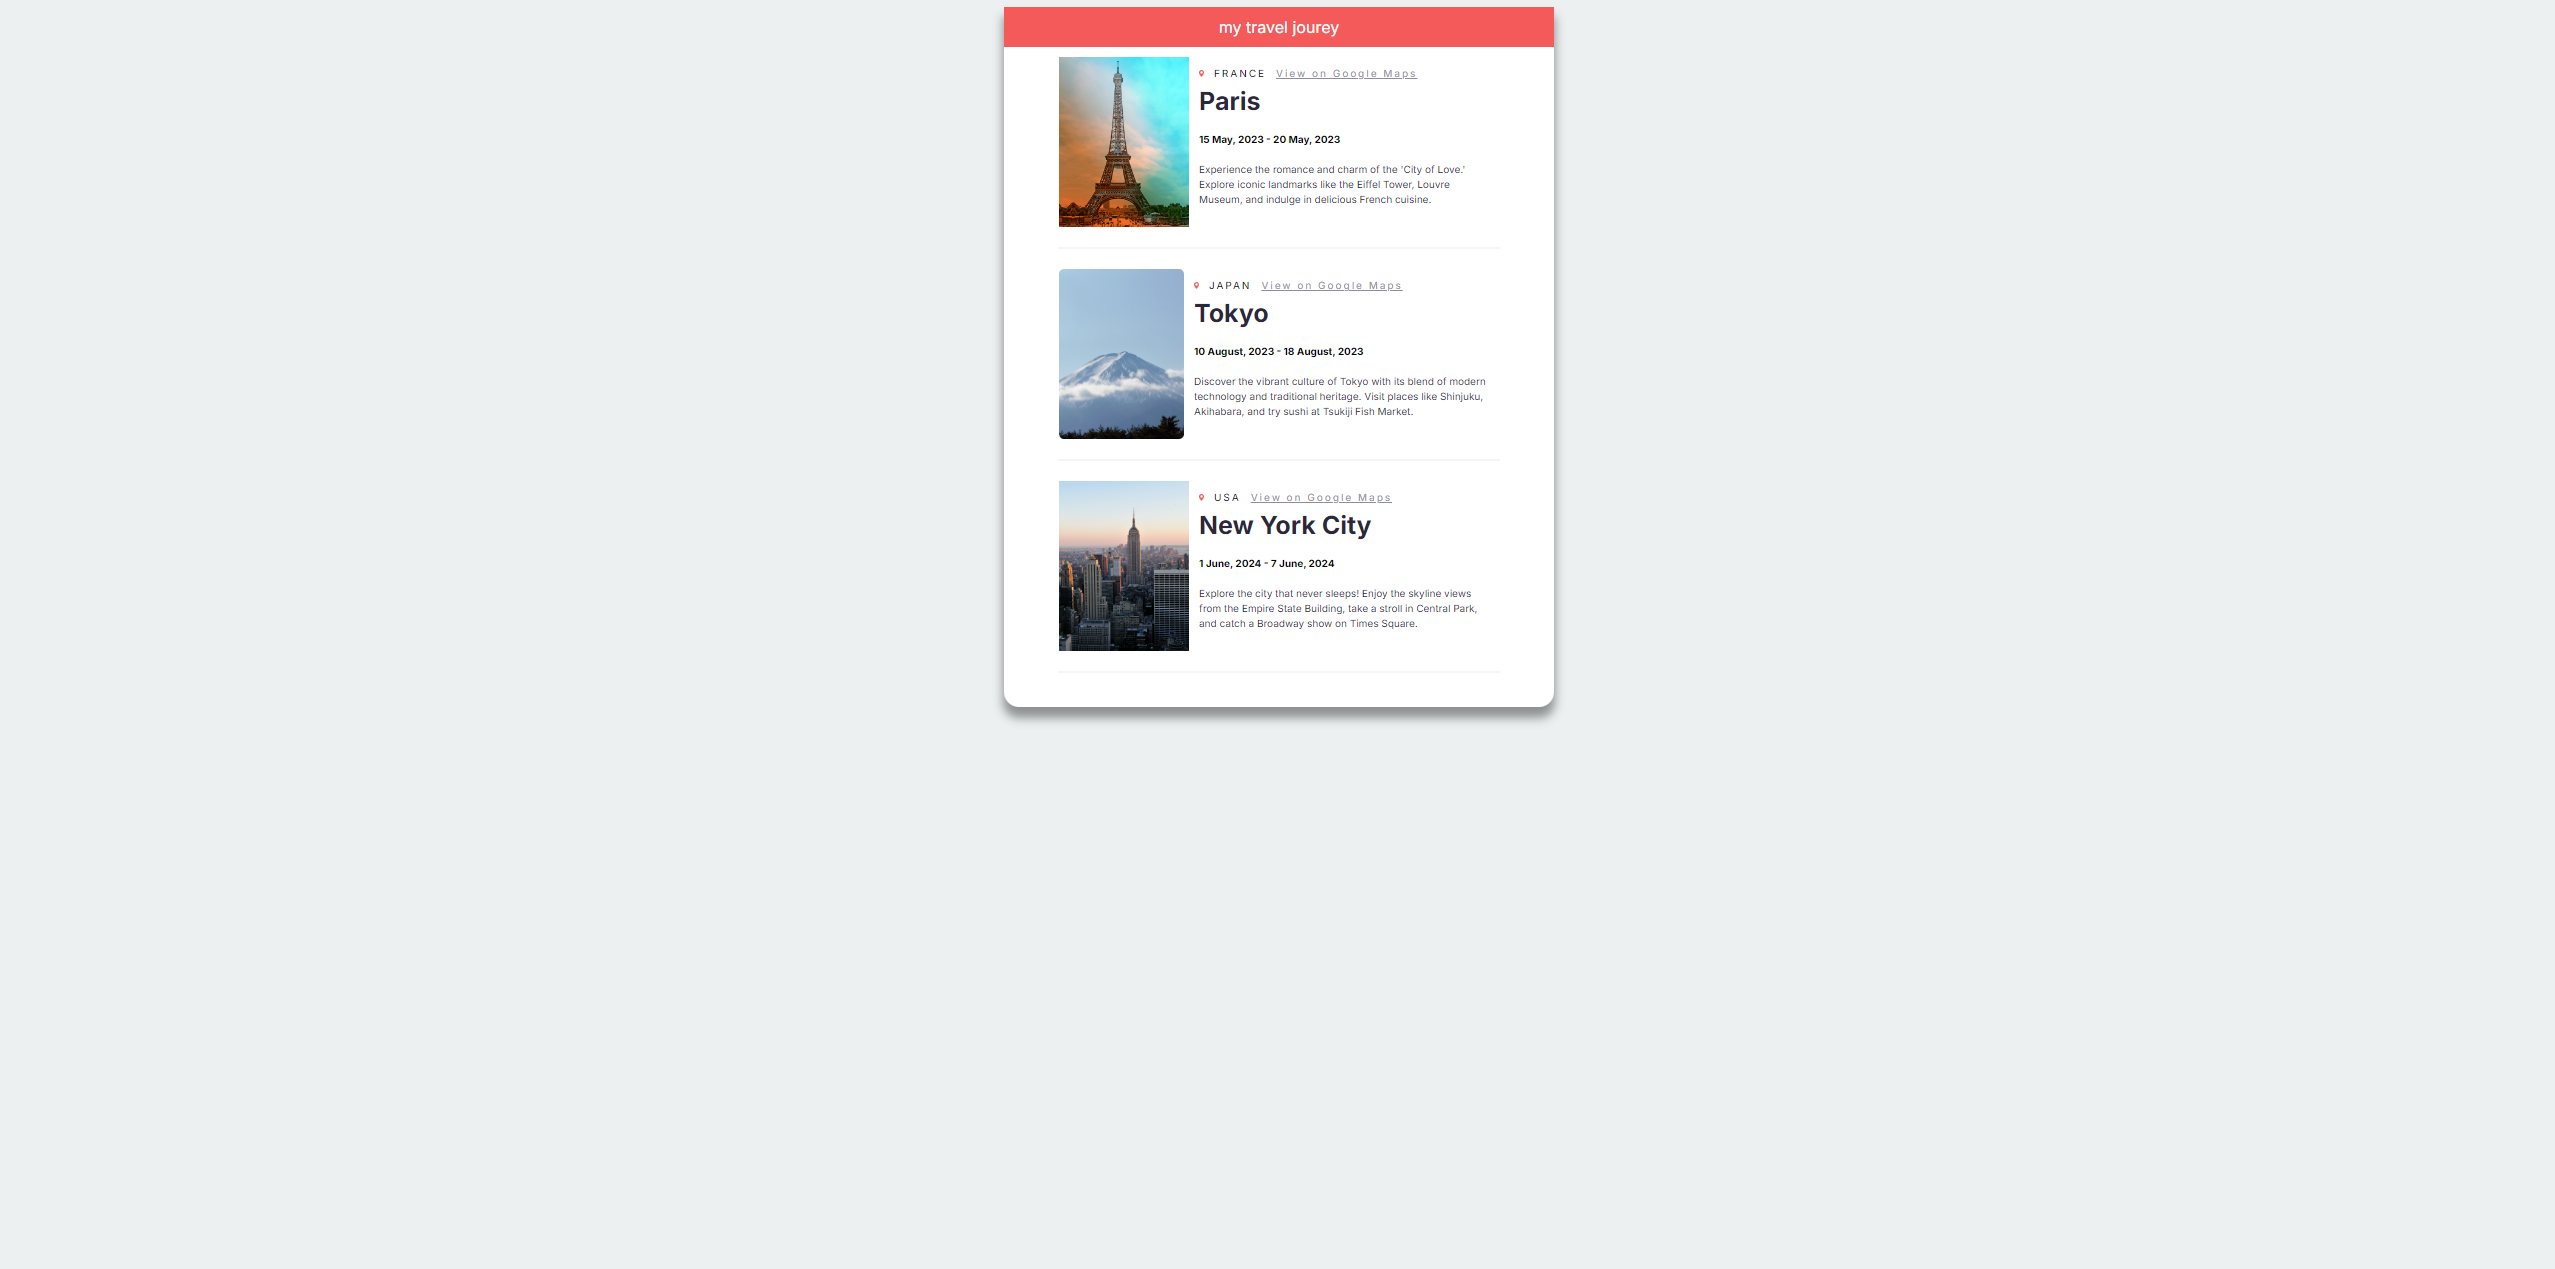 my travel jourey
FRANCE View on Google Maps
Paris
15 May, 2023 - 20 May, 2023
Experience the romance and charm of the 'City of Love.'
Explore iconic landmarks like the Eiffel Tower, Louvre
Museum, and indulge in delicious French cuisine.
JAPAN View on Google Maps
Tokyo
10 August, 2023 - 18 August, 2023
Discover the vibrant culture of Tokyo with its blend of modern
technology and traditional heritage. Visit places like Shinjuku,
Akihabara, and try sushi at Tsukiji Fish Market.
USA View on Google Maps
New York City
1 June, 2024 - 7 June, 2024
Explore the city that never sleeps! Enjoy the skyline views
from the Empire State Building, take a stroll in Central Park,
and catch a Broadway show on Times Square.